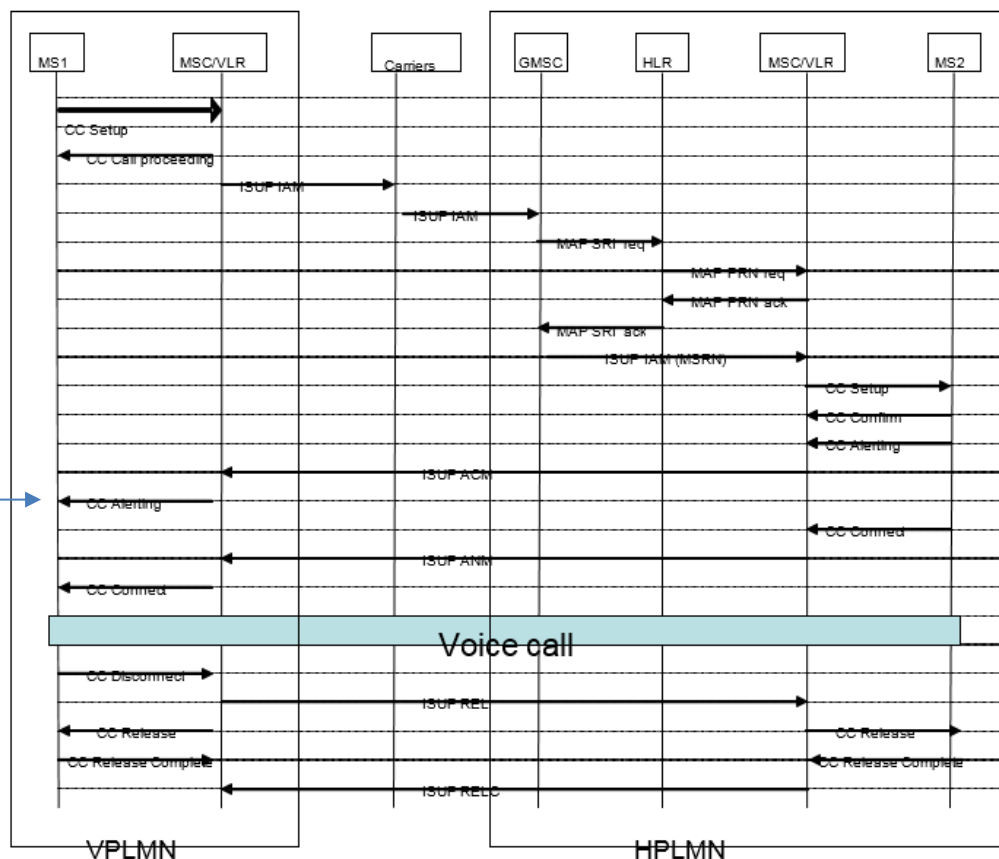 MS1
MSC/VLR
Carriers
GMSC
HLR
MSC/VLR
MS2
CC Setup
CC Call proceeding
ISUP IAM
ISUP IAM
MAP SRI req
MAP PRN req
MAP PRN ack
MAP SRI ack
ISUP IAM (MSRN)
CC Setup
CC Confirm
CC Alerting
ISUP ACM
CC Alerting
CC Connect
ISUP ANM
CC Connect
Voice call
CC Disconnect
ISUP REL
CC Release
CC Release
CC Release Complete
CC Release Complete
ISUP RELC
VPLMN
HPLMN